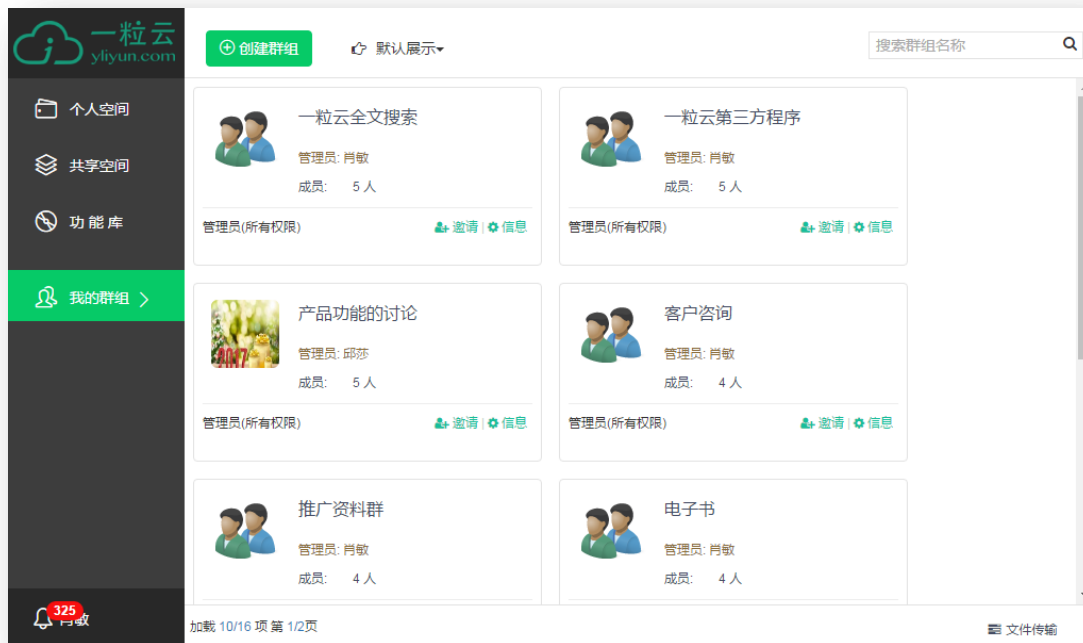 一粒云
yliyun.com
创建群组
默认展示
搜索群组名称
个人空间
共享空间
功能库
我的群组
一粒云全文搜索
管理员: 肖敏
成员: 5 人
管理员(所有权限)
邀请 | 信息
一粒云第三方程序
管理员: 肖敏
成员: 5 人
管理员(所有权限)
邀请 | 信息
产品功能的讨论
2017
管理员: 邱莎
成员: 5 人
管理员(所有权限)
邀请 | 信息
客户咨询
管理员: 肖敏
成员: 4 人
管理员(所有权限)
邀请 | 信息
推广资料群
管理员: 肖敏
成员: 4 人
电子书
管理员: 肖敏
成员: 4 人
325
肖敏
加载 10/16 项 第 1/2页
文件传输